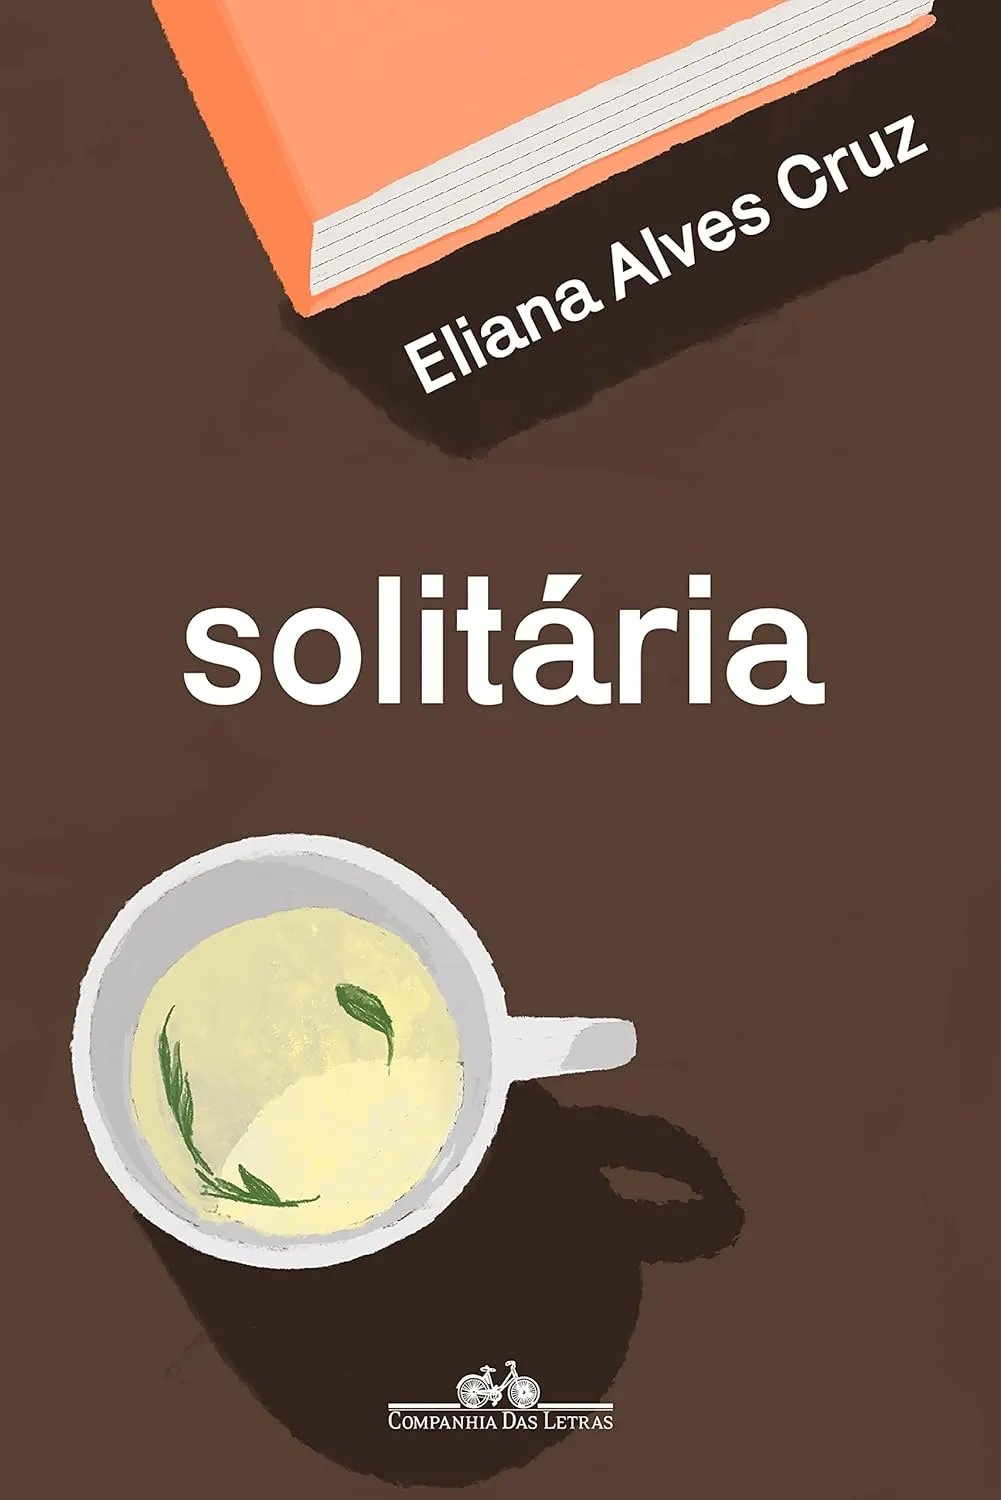 Eliana Alves Cruz
solitária
COMPANHIA DAS LETRAS